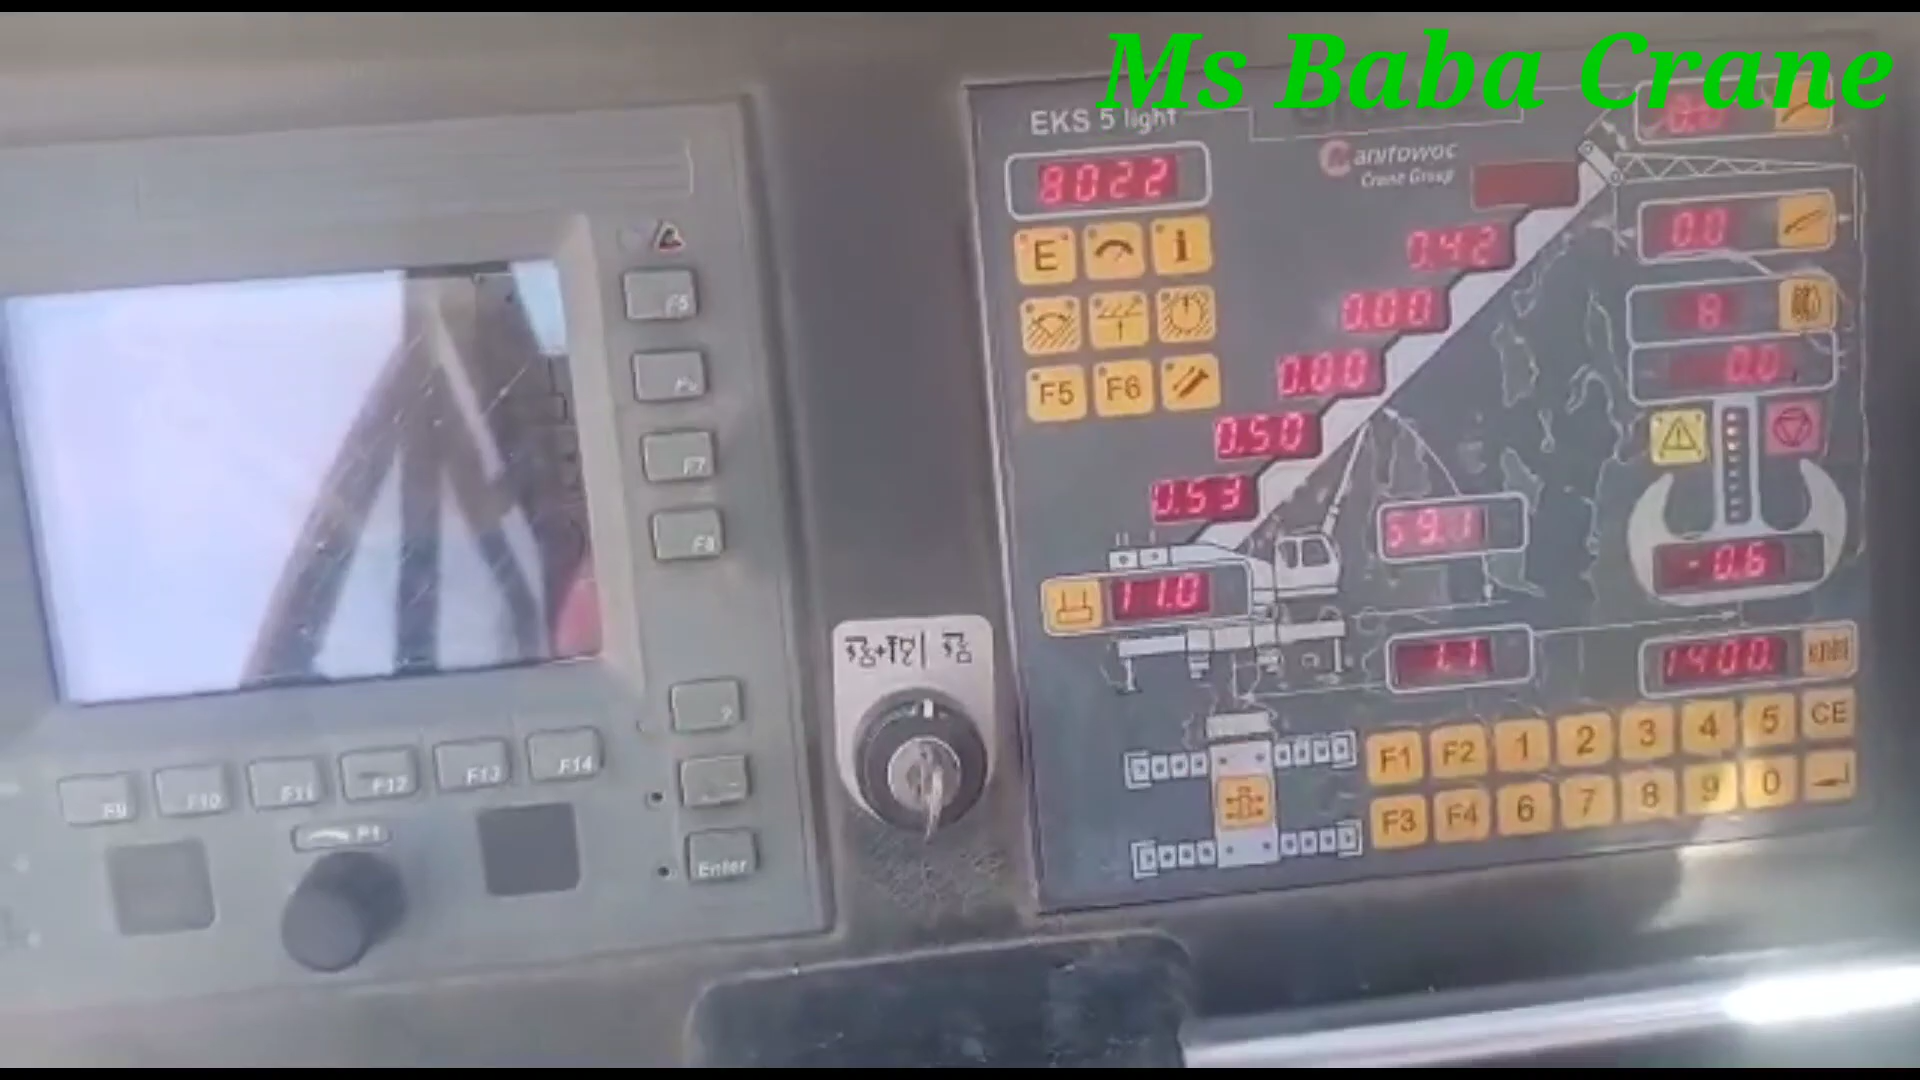 Ms Baba Crane
EKS 5 light
Manitowoc
Crane Group
8022
0.0
E
i
0.42
0.0
0.00
8
F5 F6
0.00
0.0
0.50
0.53
59.1
-0.6
11.0
1.1
1400.
F1 F2 1 2 3 4 5 CE
F3 F4 6 7 8 9 0
F5
F7
F8
?
F9 F10 F11 F12 F13 F14
P1
Enter